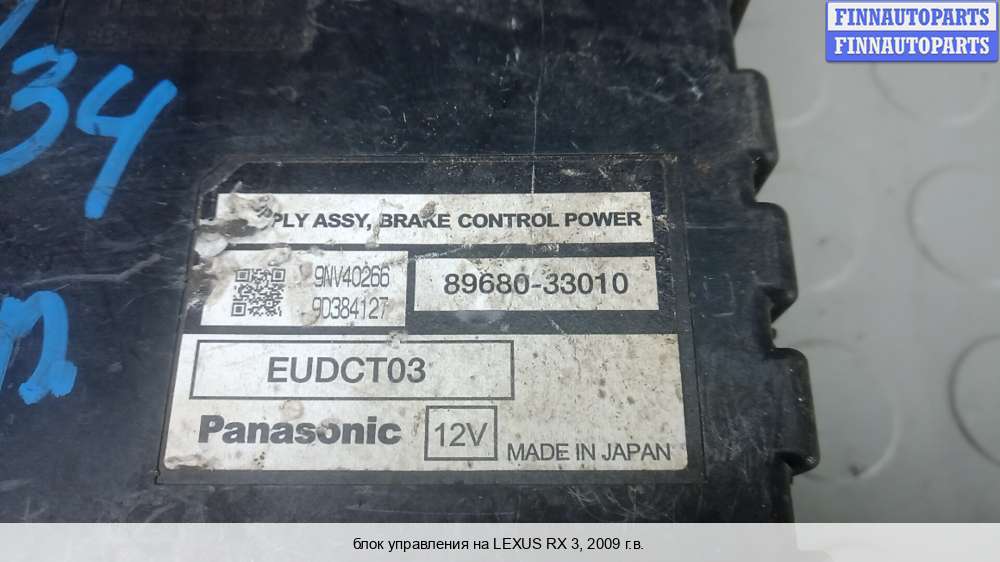 FINNAUTOPARTS
FINNAUTOPARTS
34
PLY ASSY, BRAKE CONTROL POWER
9NV40266
9D384127
89680-33010
EUDCT03
Panasonic
12V
MADE IN JAPAN
блок управления на LEXUS RX 3, 2009 г.в.